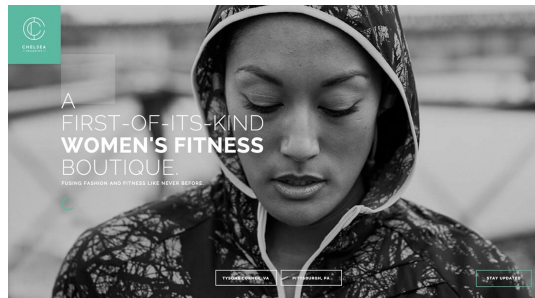 CHELSEA
A
FIRST-OF-ITS-KIND
WOMEN'S FITNESS
BOUTIQUE.
FUSING FASHION AND FITNESS LIKE NEVER BEFORE.
TYSONS CORNER, VA
PITTSBURGH, PA
STAY UPDATED